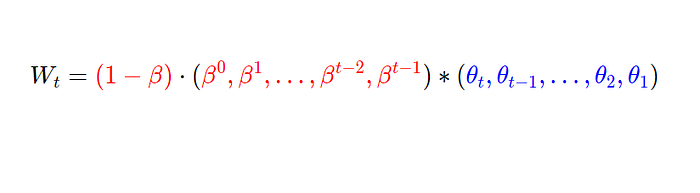 W_t = (1 − β) · (β^0, β^1, . . . , β^{t−2}, β^{t−1}) ∗ (θ_t, θ_{t−1}, . . . , θ_2, θ_1)